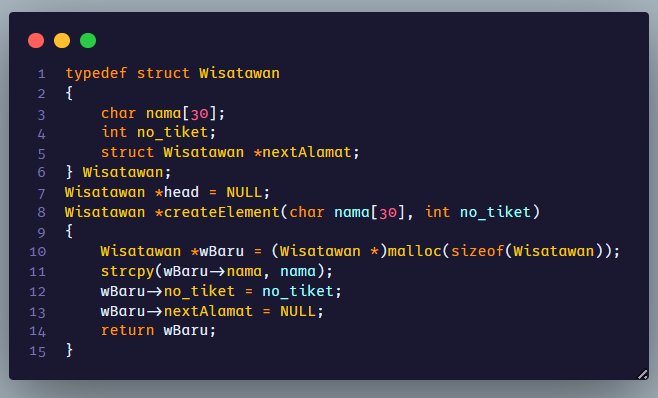 1 typedef struct Wisatawan
2 {
3     char nama[30];
4     int no_tiket;
5     struct Wisatawan *nextAlamat;
6 } Wisatawan;
7 Wisatawan *head = NULL;
8 Wisatawan *createElement(char nama[30], int no_tiket)
9 {
10     Wisatawan *wBaru = (Wisatawan *)malloc(sizeof(Wisatawan));
11     strcpy(wBaru->nama, nama);
12     wBaru->no_tiket = no_tiket;
13     wBaru->nextAlamat = NULL;
14     return wBaru;
15 }